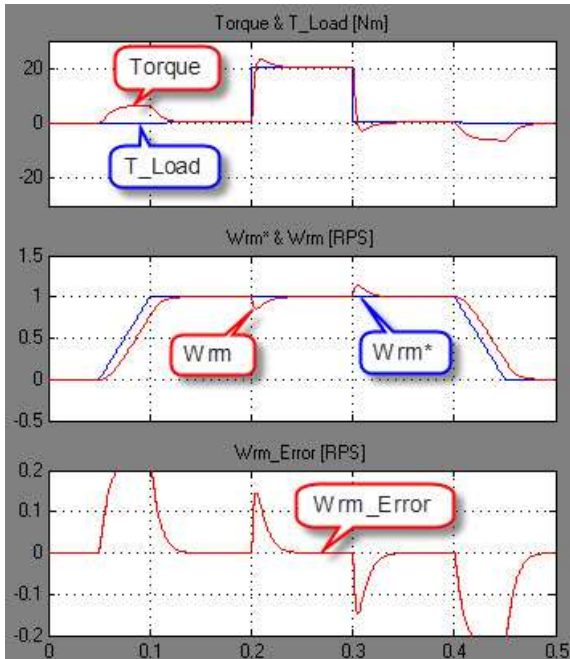 Torque & T_Load [Nm]
20
Torque
0
T_Load
-20
Wrm* & Wrm [RPS]
1.5
1
0.5
Wrm
Wrm*
0
-0.5
Wrm_Error [RPS]
0.2
0.1
Wrm_Error
0
-0.1
-0.2
0 0.1 0.2 0.3 0.4 0.5